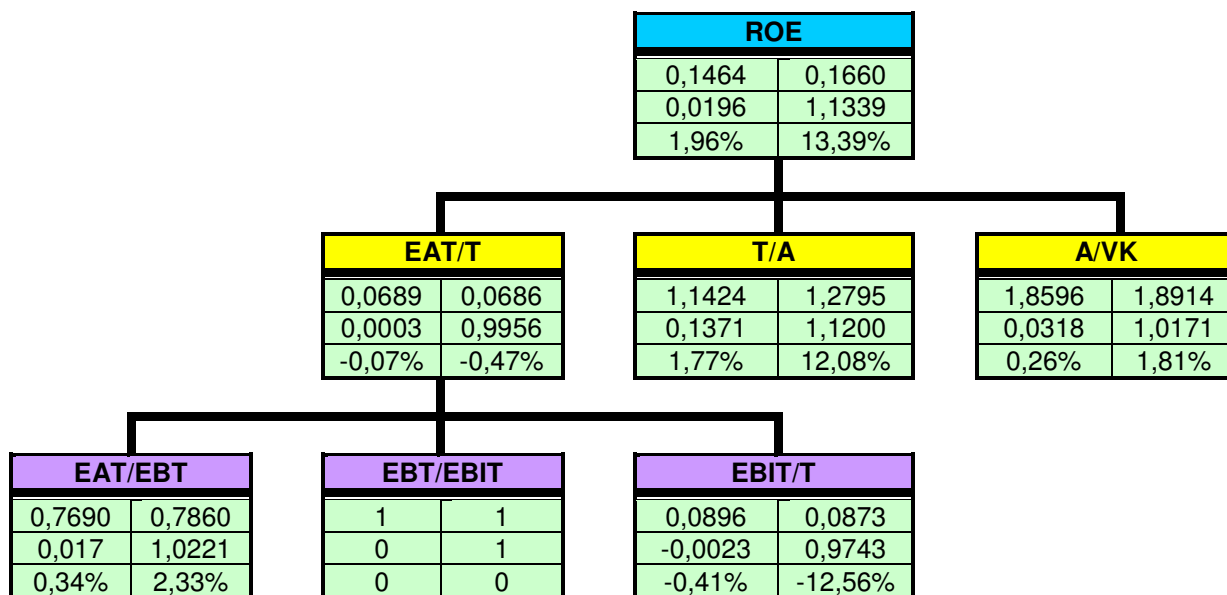 ROE
0,1464 0,1660
0,0196 1,1339
1,96% 13,39%
EAT/T T/A A/VK
0,0689 0,0686 1,1424 1,2795 1,8596 1,8914
0,0003 0,9956 0,1371 1,1200 0,0318 1,0171
-0,07% -0,47% 1,77% 12,08% 0,26% 1,81%
EAT/EBT EBT/EBIT EBIT/T
0,7690 0,7860 1 1 0,0896 0,0873
0,017 1,0221 0 1 -0,0023 0,9743
0,34% 2,33% 0 0 -0,41% -12,56%